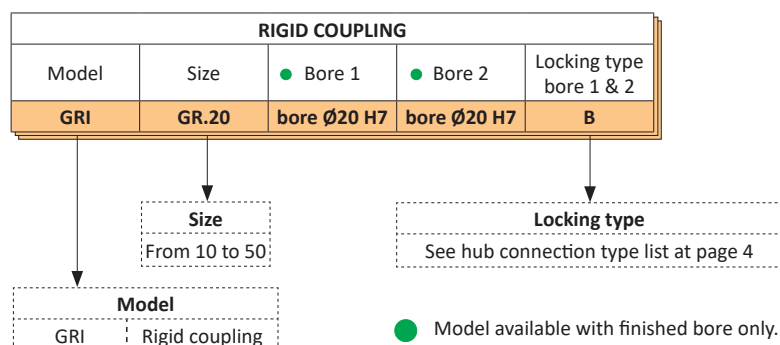 RIGID COUPLING
Model Size Bore 1 Bore 2 Locking type bore 1 & 2
GRI GR.20 bore Ø20 H7 bore Ø20 H7 B
Size
From 10 to 50
Locking type
See hub connection type list at page 4
Model
GRI Rigid coupling
Model available with finished bore only.